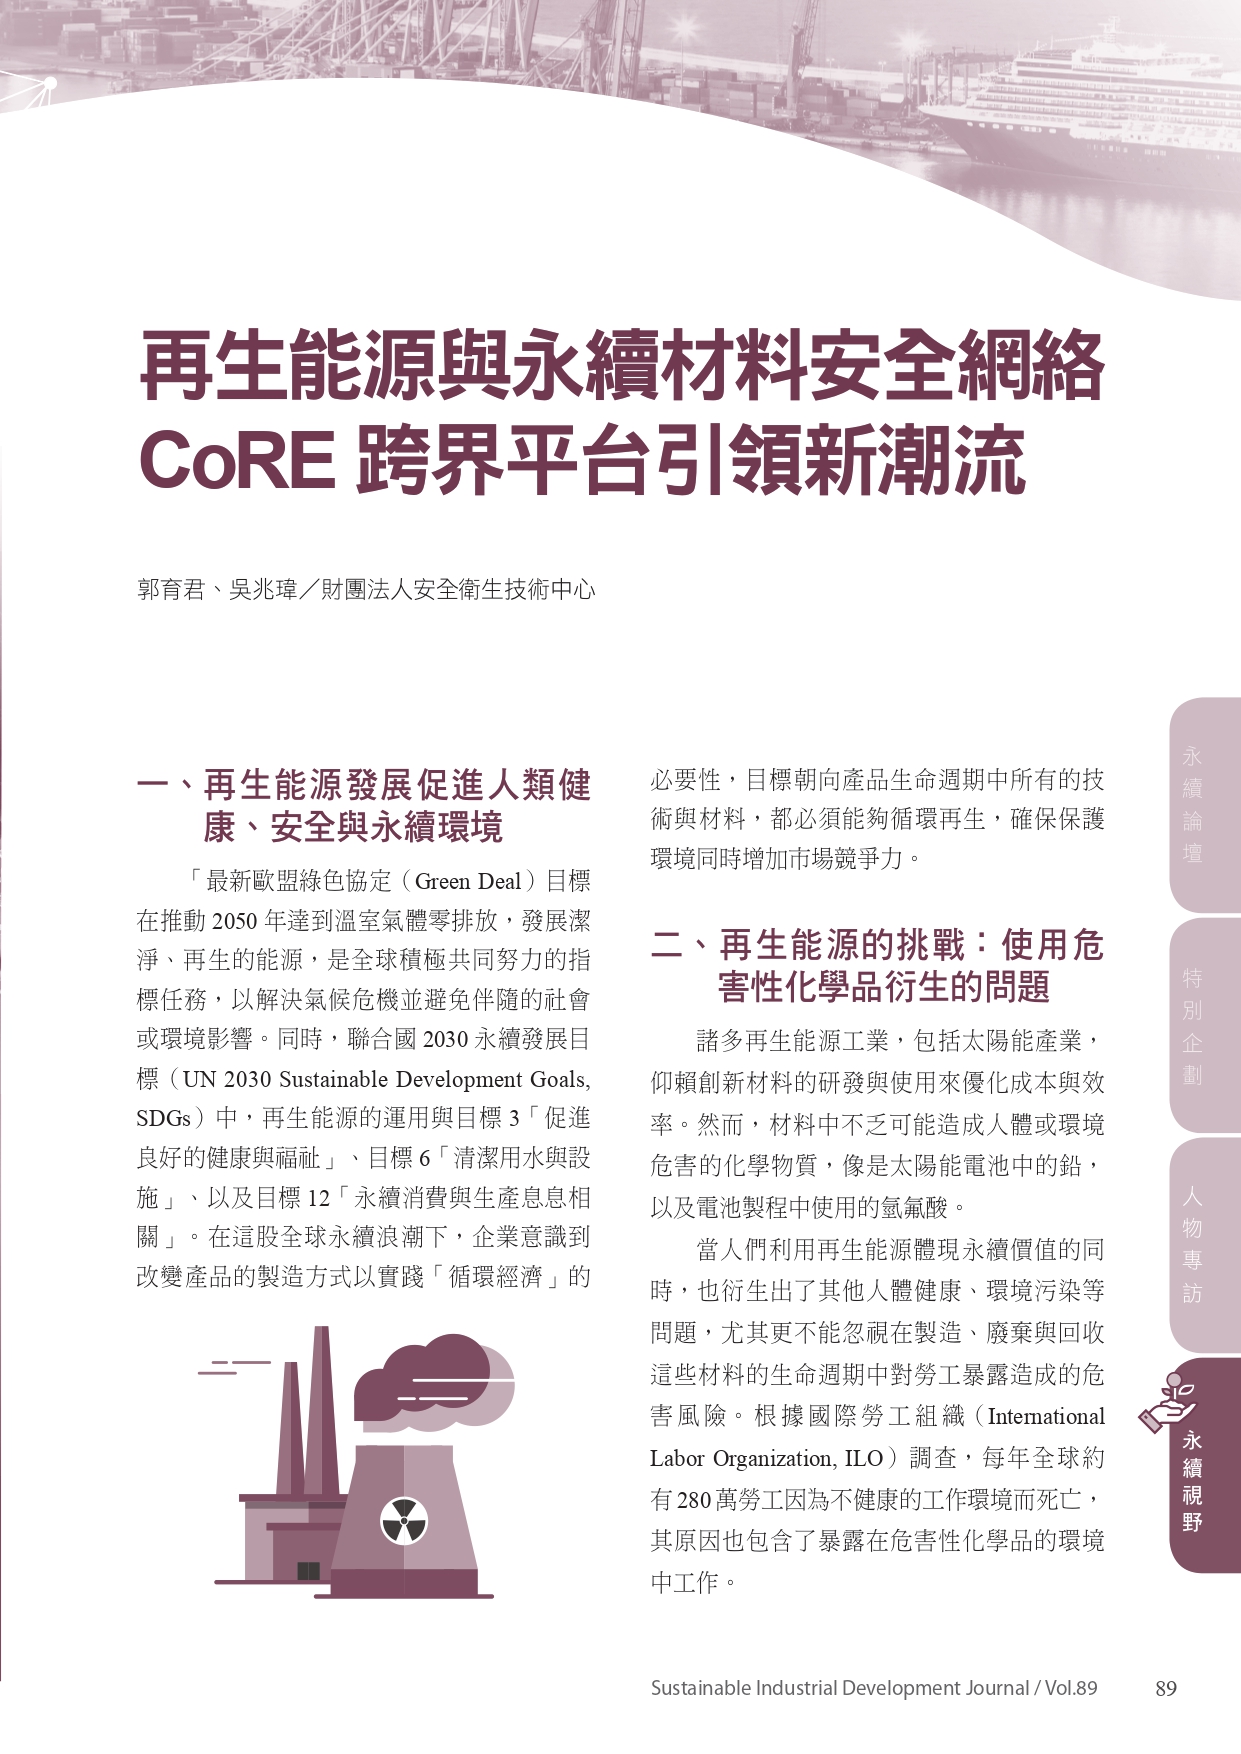 再生能源與永續材料安全網絡
CoRE 跨界平台引領新潮流
郭育君、吳兆瑋／財團法人安全衛生技術中心
一、再生能源發展促進人類健
康、安全與永續環境
「最新歐盟綠色協定（Green Deal）目標
在推動 2050 年達到溫室氣體零排放，發展潔
淨、再生的能源，是全球積極共同努力的指
標任務，以解決氣候危機並避免伴隨的社會
或環境影響。同時，聯合國 2030 永續發展目
標（UN 2030 Sustainable Development Goals,
SDGs）中，再生能源的運用與目標 3「促進
良好的健康與福祉」、目標 6「清潔用水與設
施」、以及目標 12「永續消費與生產息息相
關」。在這股全球永續浪潮下，企業意識到
改變產品的製造方式以實踐「循環經濟」的
必要性，目標朝向產品生命週期中所有的技
術與材料，都必須能夠循環再生，確保保護
環境同時增加市場競爭力。
二、再生能源的挑戰：使用危
害性化學品衍生的問題
諸多再生能源工業，包括太陽能產業，
仰賴創新材料的研發與使用來優化成本與效
率。然而，材料中不乏可能造成人體或環境
危害的化學物質，像是太陽能電池中的鉛，
以及電池製程中使用的氫氟酸。
當人們利用再生能源體現永續價值的同
時，也衍生出了其他人體健康、環境污染等
問題，尤其更不能忽視在製造、廢棄與回收
這些材料的生命週期中對勞工暴露造成的危
害風險。根據國際勞工組織（International
Labor Organization, ILO）調查，每年全球約
有 280 萬勞工因為不健康的工作環境而死亡，
其原因也包含了暴露在危害性化學品的環境
中工作。
永續論壇
特別企劃
人物專訪
永續視野
Sustainable Industrial Development Journal / Vol.89
89